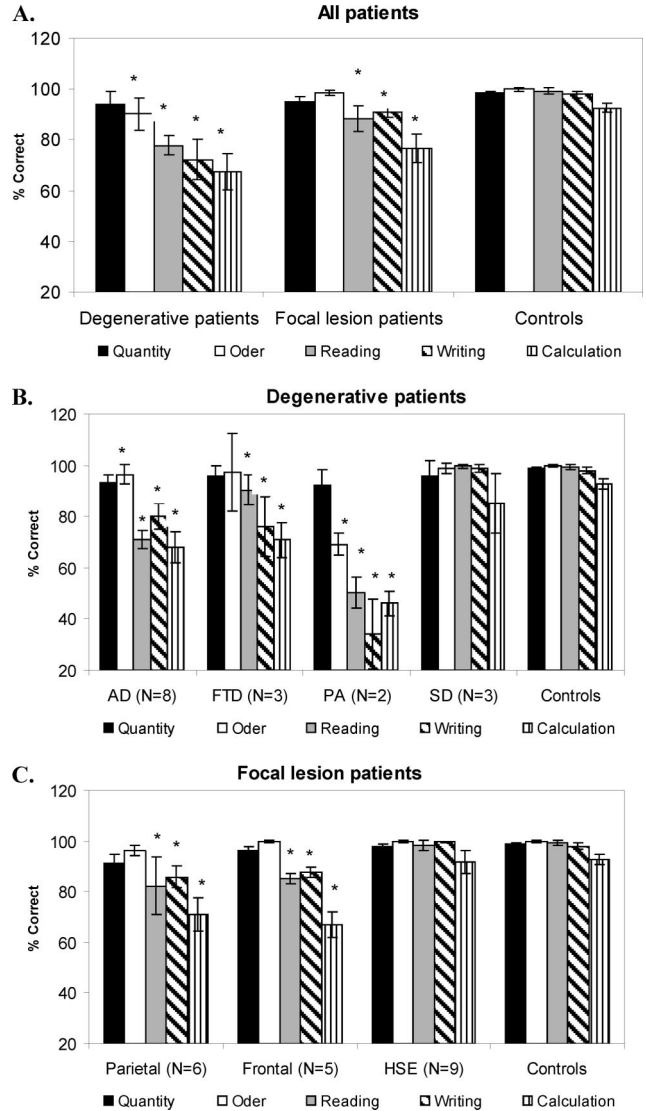 A.
All patients
120
100
80
60
40
20
% Correct
* * * *
* * *
Degenerative patients Focal lesion patients Controls
Quantity Oder Reading Writing Calculation
B.
Degenerative patients
120
100
80
60
40
20
% Correct
* * * *
* * *
* * * *
AD (N=8) FTD (N=3) PA (N=2) SD (N=3) Controls
Quantity Oder Reading Writing Calculation
C.
Focal lesion patients
120
100
80
60
40
20
% Correct
* * *
* * *
Parietal (N=6) Frontal (N=5) HSE (N=9) Controls
Quantity Oder Reading Writing Calculation